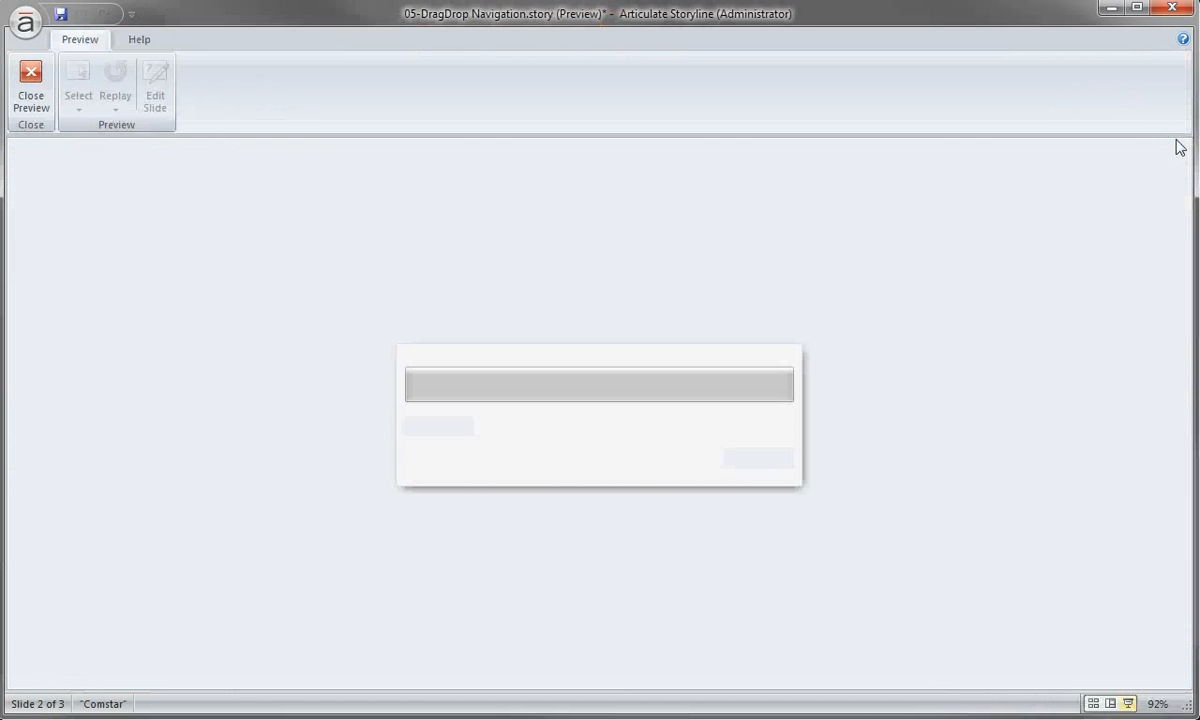 05-DragDrop Navigation.story (Preview)* - Articulate Storyline (Administrator)
Preview Help
Close Preview
Select
Replay
Edit Slide
Close
Preview
Slide 2 of 3 "Comstar" 92%